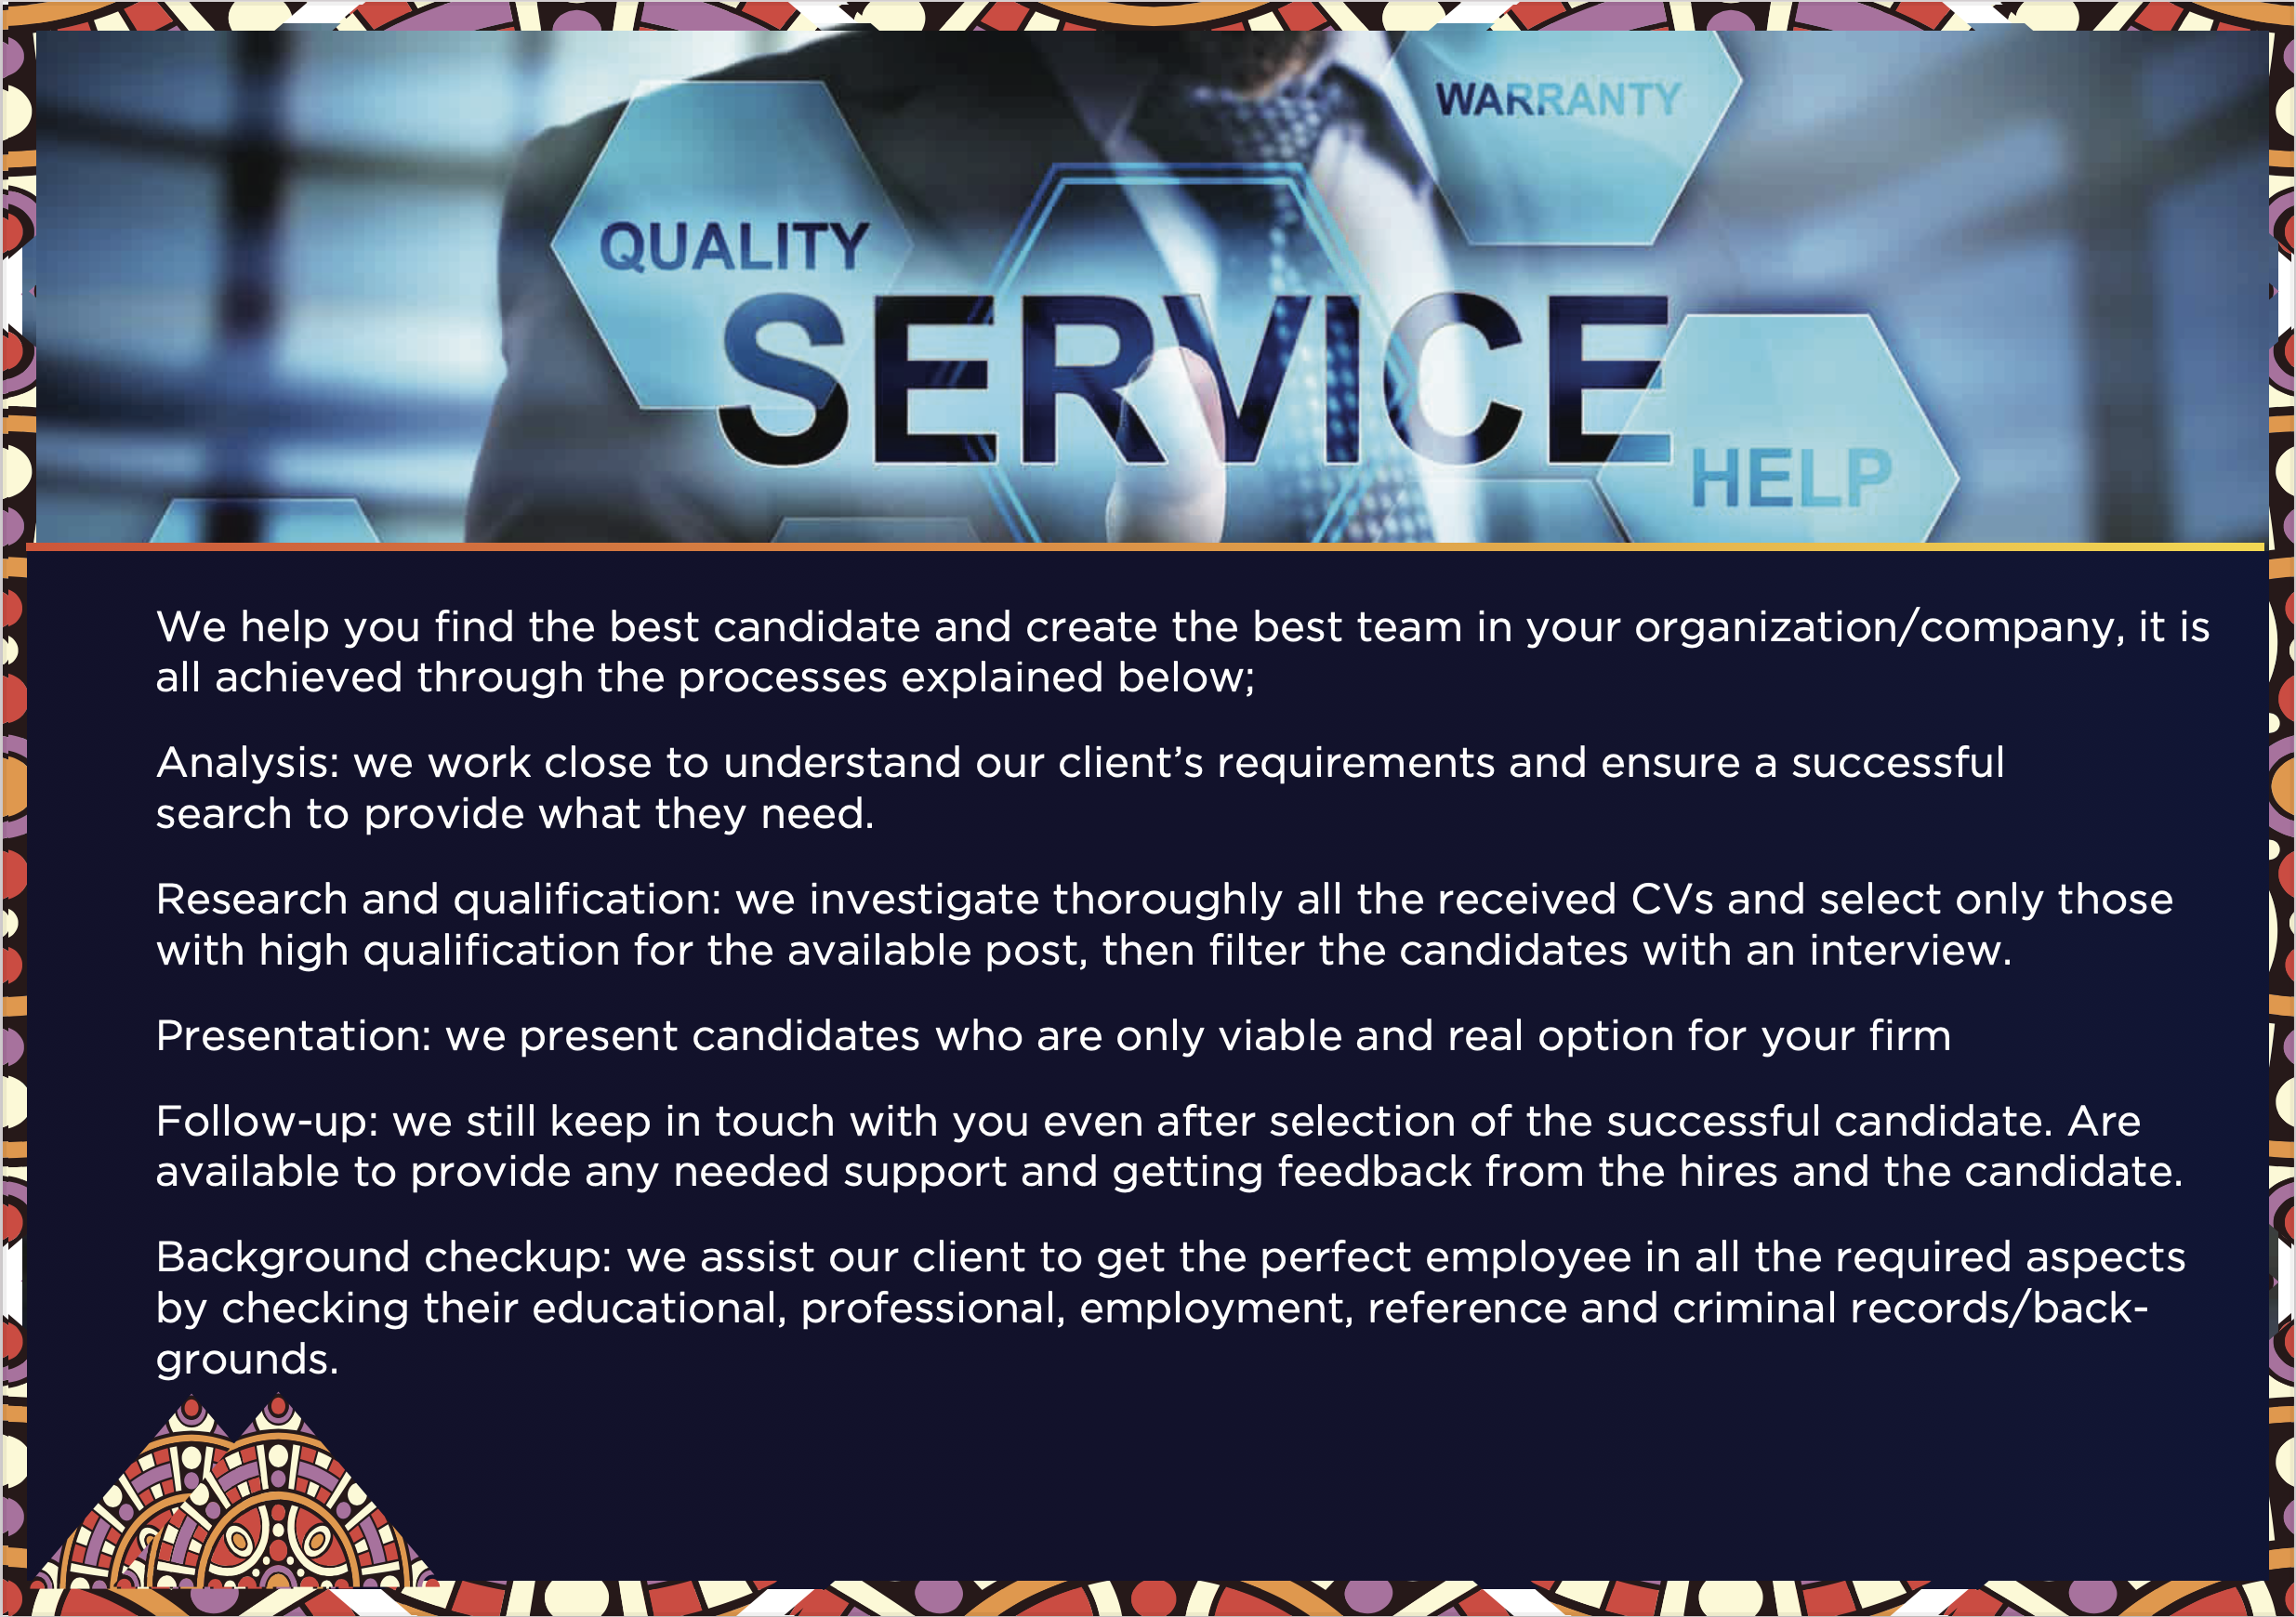 WARRANTY
QUALITY
SERVICE
HELP
We help you find the best candidate and create the best team in your organization/company, it is
all achieved through the processes explained below;
Analysis: we work close to understand our client’s requirements and ensure a successful
search to provide what they need.
Research and qualification: we investigate thoroughly all the received CVs and select only those
with high qualification for the available post, then filter the candidates with an interview.
Presentation: we present candidates who are only viable and real option for your firm
Follow-up: we still keep in touch with you even after selection of the successful candidate. Are
available to provide any needed support and getting feedback from the hires and the candidate.
Background checkup: we assist our client to get the perfect employee in all the required aspects
by checking their educational, professional, employment, reference and criminal records/back-
grounds.